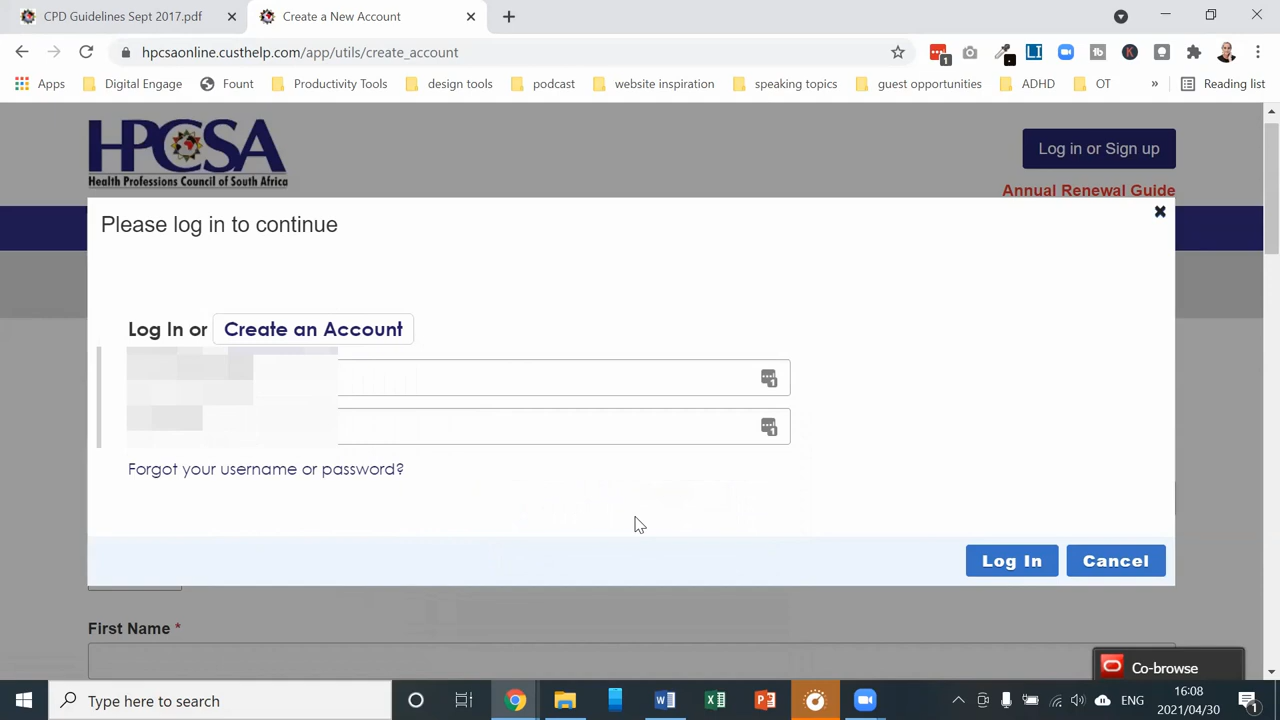 CPD Guidelines Sept 2017.pdf
Create a New Account
hpcsaonline.custhelp.com/app/utils/create_account
Apps
Digital Engage
Fount
Productivity Tools
design tools
podcast
website inspiration
speaking topics
guest opportunities
ADHD
OT
»
Reading list
HPCSA
Health Professions Council of South Africa
Log in or Sign up
Annual Renewal Guide
Please log in to continue
Log In or Create an Account
Forgot your username or password?
Log In
Cancel
First Name *
Co-browse
Type here to search
ENG
16:08
2021/04/30